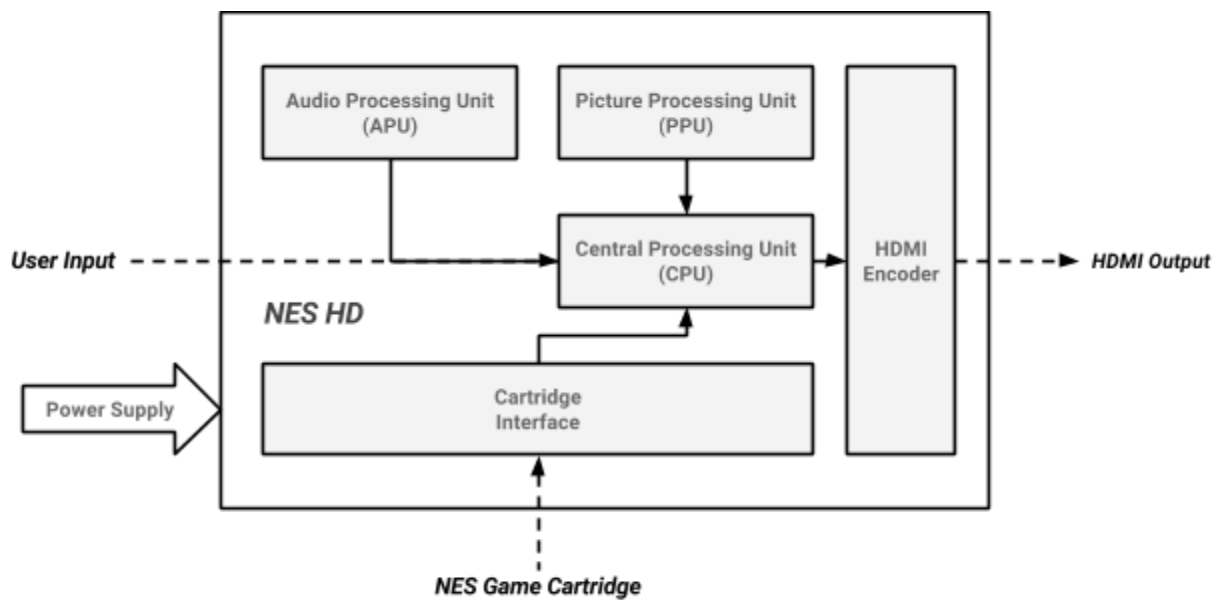 Audio Processing Unit
(APU)
Picture Processing Unit
(PPU)
User Input
Central Processing Unit
(CPU)
HDMI
Encoder
HDMI Output
NES HD
Power Supply
Cartridge
Interface
NES Game Cartridge